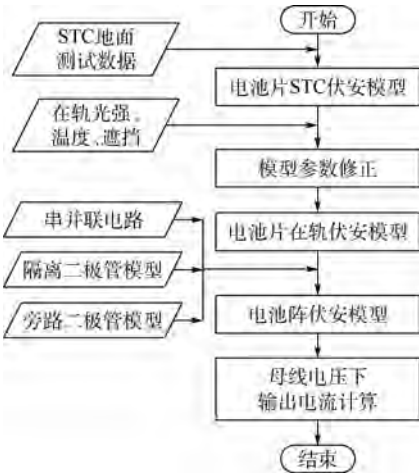 开始
STC地面
测试数据
电池片STC伏安模型
在轨光强、
温度、遮挡
模型参数修正
串并联电路
电池片在轨伏安模型
隔离二极管模型
旁路二极管模型
电池阵伏安模型
母线电压下
输出电流计算
结束